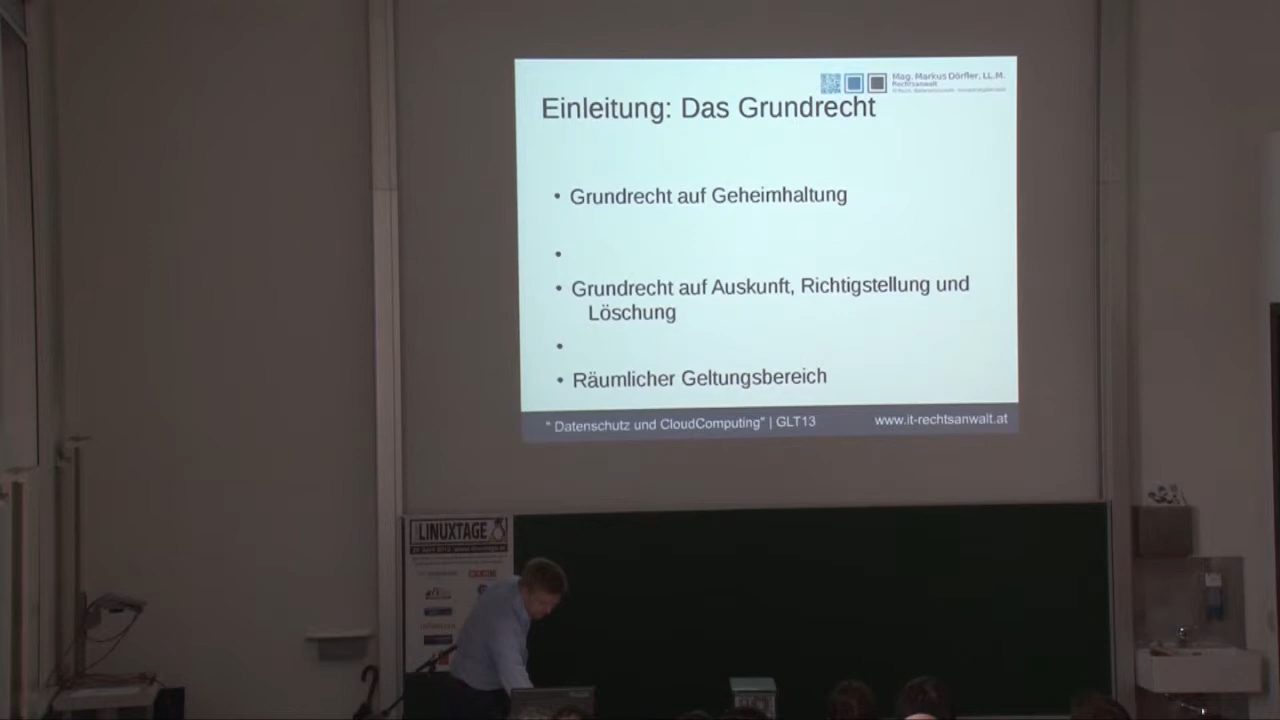 Mag. Markus Dörfler, LL.M.
Rechtsanwalt
Einleitung: Das Grundrecht
• Grundrecht auf Geheimhaltung
•
• Grundrecht auf Auskunft, Richtigstellung und
Löschung
•
• Räumlicher Geltungsbereich
" Datenschutz und CloudComputing" | GLT13
www.it-rechtsanwalt.at
LINUXTAGE